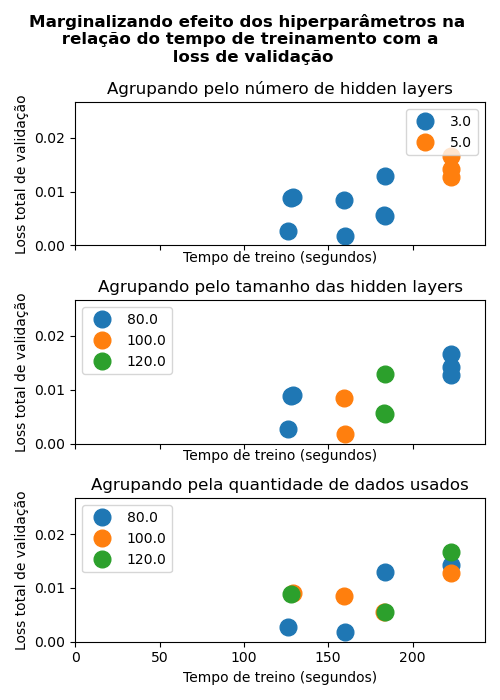 Marginalizando efeito dos hiperparâmetros na
relação do tempo de treinamento com a
loss de validação
Agrupando pelo número de hidden layers
Loss total de validação
0.02
0.01
0.00
3.0
5.0
Tempo de treino (segundos)
Agrupando pelo tamanho das hidden layers
Loss total de validação
0.02
0.01
0.00
80.0
100.0
120.0
Tempo de treino (segundos)
Agrupando pela quantidade de dados usados
Loss total de validação
0.02
0.01
0.00
80.0
100.0
120.0
0 50 100 150 200
Tempo de treino (segundos)